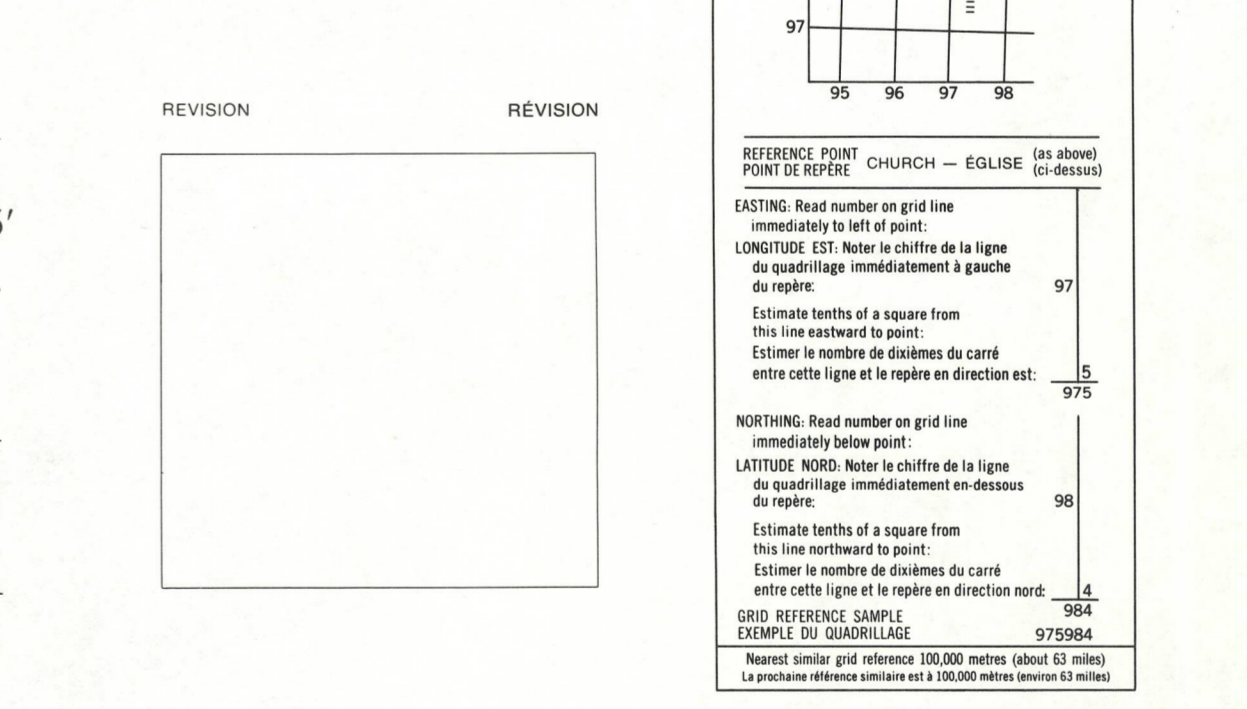 97
95 96 97 98
REVISION RÉVISION
REFERENCE POINT CHURCH — ÉGLISE (as above)
POINT DE REPÈRE (ci-dessus)
EASTING: Read number on grid line
immediately to left of point:
LONGITUDE EST: Noter le chiffre de la ligne
du quadrillage immédiatement à gauche
du repère: 97
Estimate tenths of a square from
this line eastward to point:
Estimer le nombre de dixièmes du carré
entre cette ligne et le repère en direction est: 5
975
NORTHING: Read number on grid line
immediately below point:
LATITUDE NORD: Noter le chiffre de la ligne
du quadrillage immédiatement en-dessous
du repère: 98
Estimate tenths of a square from
this line northward to point:
Estimer le nombre de dixièmes du carré
entre cette ligne et le repère en direction nord: 4
984
GRID REFERENCE SAMPLE
EXEMPLE DU QUADRILLAGE 975984
Nearest similar grid reference 100,000 metres (about 63 miles)
La prochaine référence similaire est à 100,000 mètres (environ 63 milles)